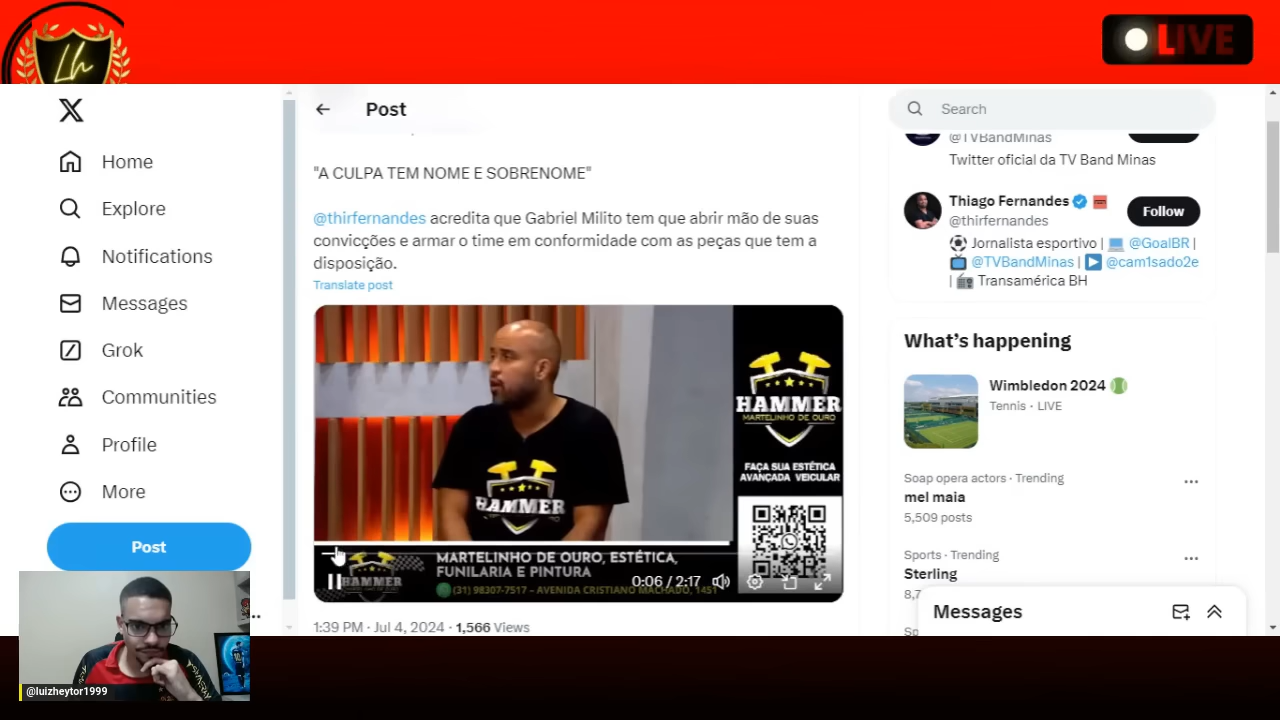 Lh
LIVE
Post
Search
@TVBandMinas
Twitter oficial da TV Band Minas
Home
Explore
Notifications
Messages
Grok
Communities
Profile
More
Post
"A CULPA TEM NOME E SOBRENOME"
@thirfernandes acredita que Gabriel Milito tem que abrir mão de suas
convicções e armar o time em conformidade com as peças que tem a
disposição.
Translate post
HAMMER
HAMMER
MARTELINHO DE OURO
FAÇA SUA ESTÉTICA
AVANÇADA VEICULAR
HAMMER
MARTELINHO DE OURO, ESTÉTICA,
FUNILARIA E PINTURA
(31) 98307-7517 – AVENIDA CRISTIANO MACHADO, 1451
0:06 / 2:17
1:39 PM · Jul 4, 2024 · 1,566 Views
Thiago Fernandes
@thirfernandes
Follow
Jornalista esportivo | @GoalBR |
@TVBandMinas | @cam1sado2e
| Transamérica BH
What's happening
Wimbledon 2024
Tennis · LIVE
Soap opera actors · Trending
mel maia
5,509 posts
Sports · Trending
Sterling
Messages
@luizheytor1999